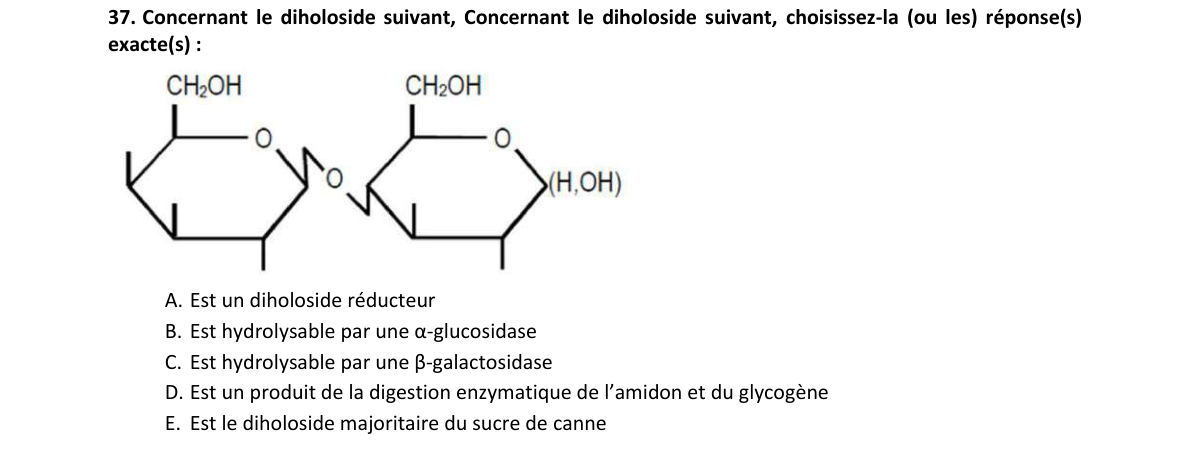 37. Concernant le diholoside suivant, Concernant le diholoside suivant, choisissez-la (ou les) réponse(s)
exacte(s) :
CH₂OH CH₂OH
O O
O (H,OH)
A. Est un diholoside réducteur
B. Est hydrolysable par une α-glucosidase
C. Est hydrolysable par une β-galactosidase
D. Est un produit de la digestion enzymatique de l’amidon et du glycogène
E. Est le diholoside majoritaire du sucre de canne